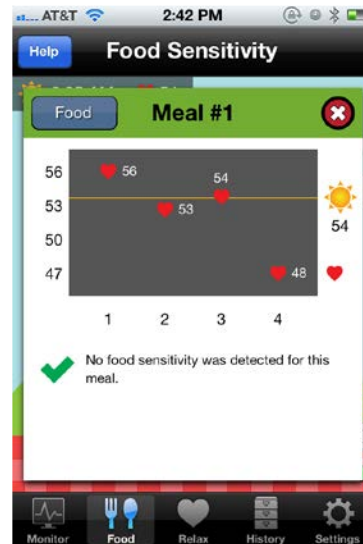 AT&T 2:42 PM
Help Food Sensitivity
Food Meal #1
56 56
54
53 53
54
50
47 48
1 2 3 4
No food sensitivity was detected for this
meal.
Monitor Food Relax History Settings